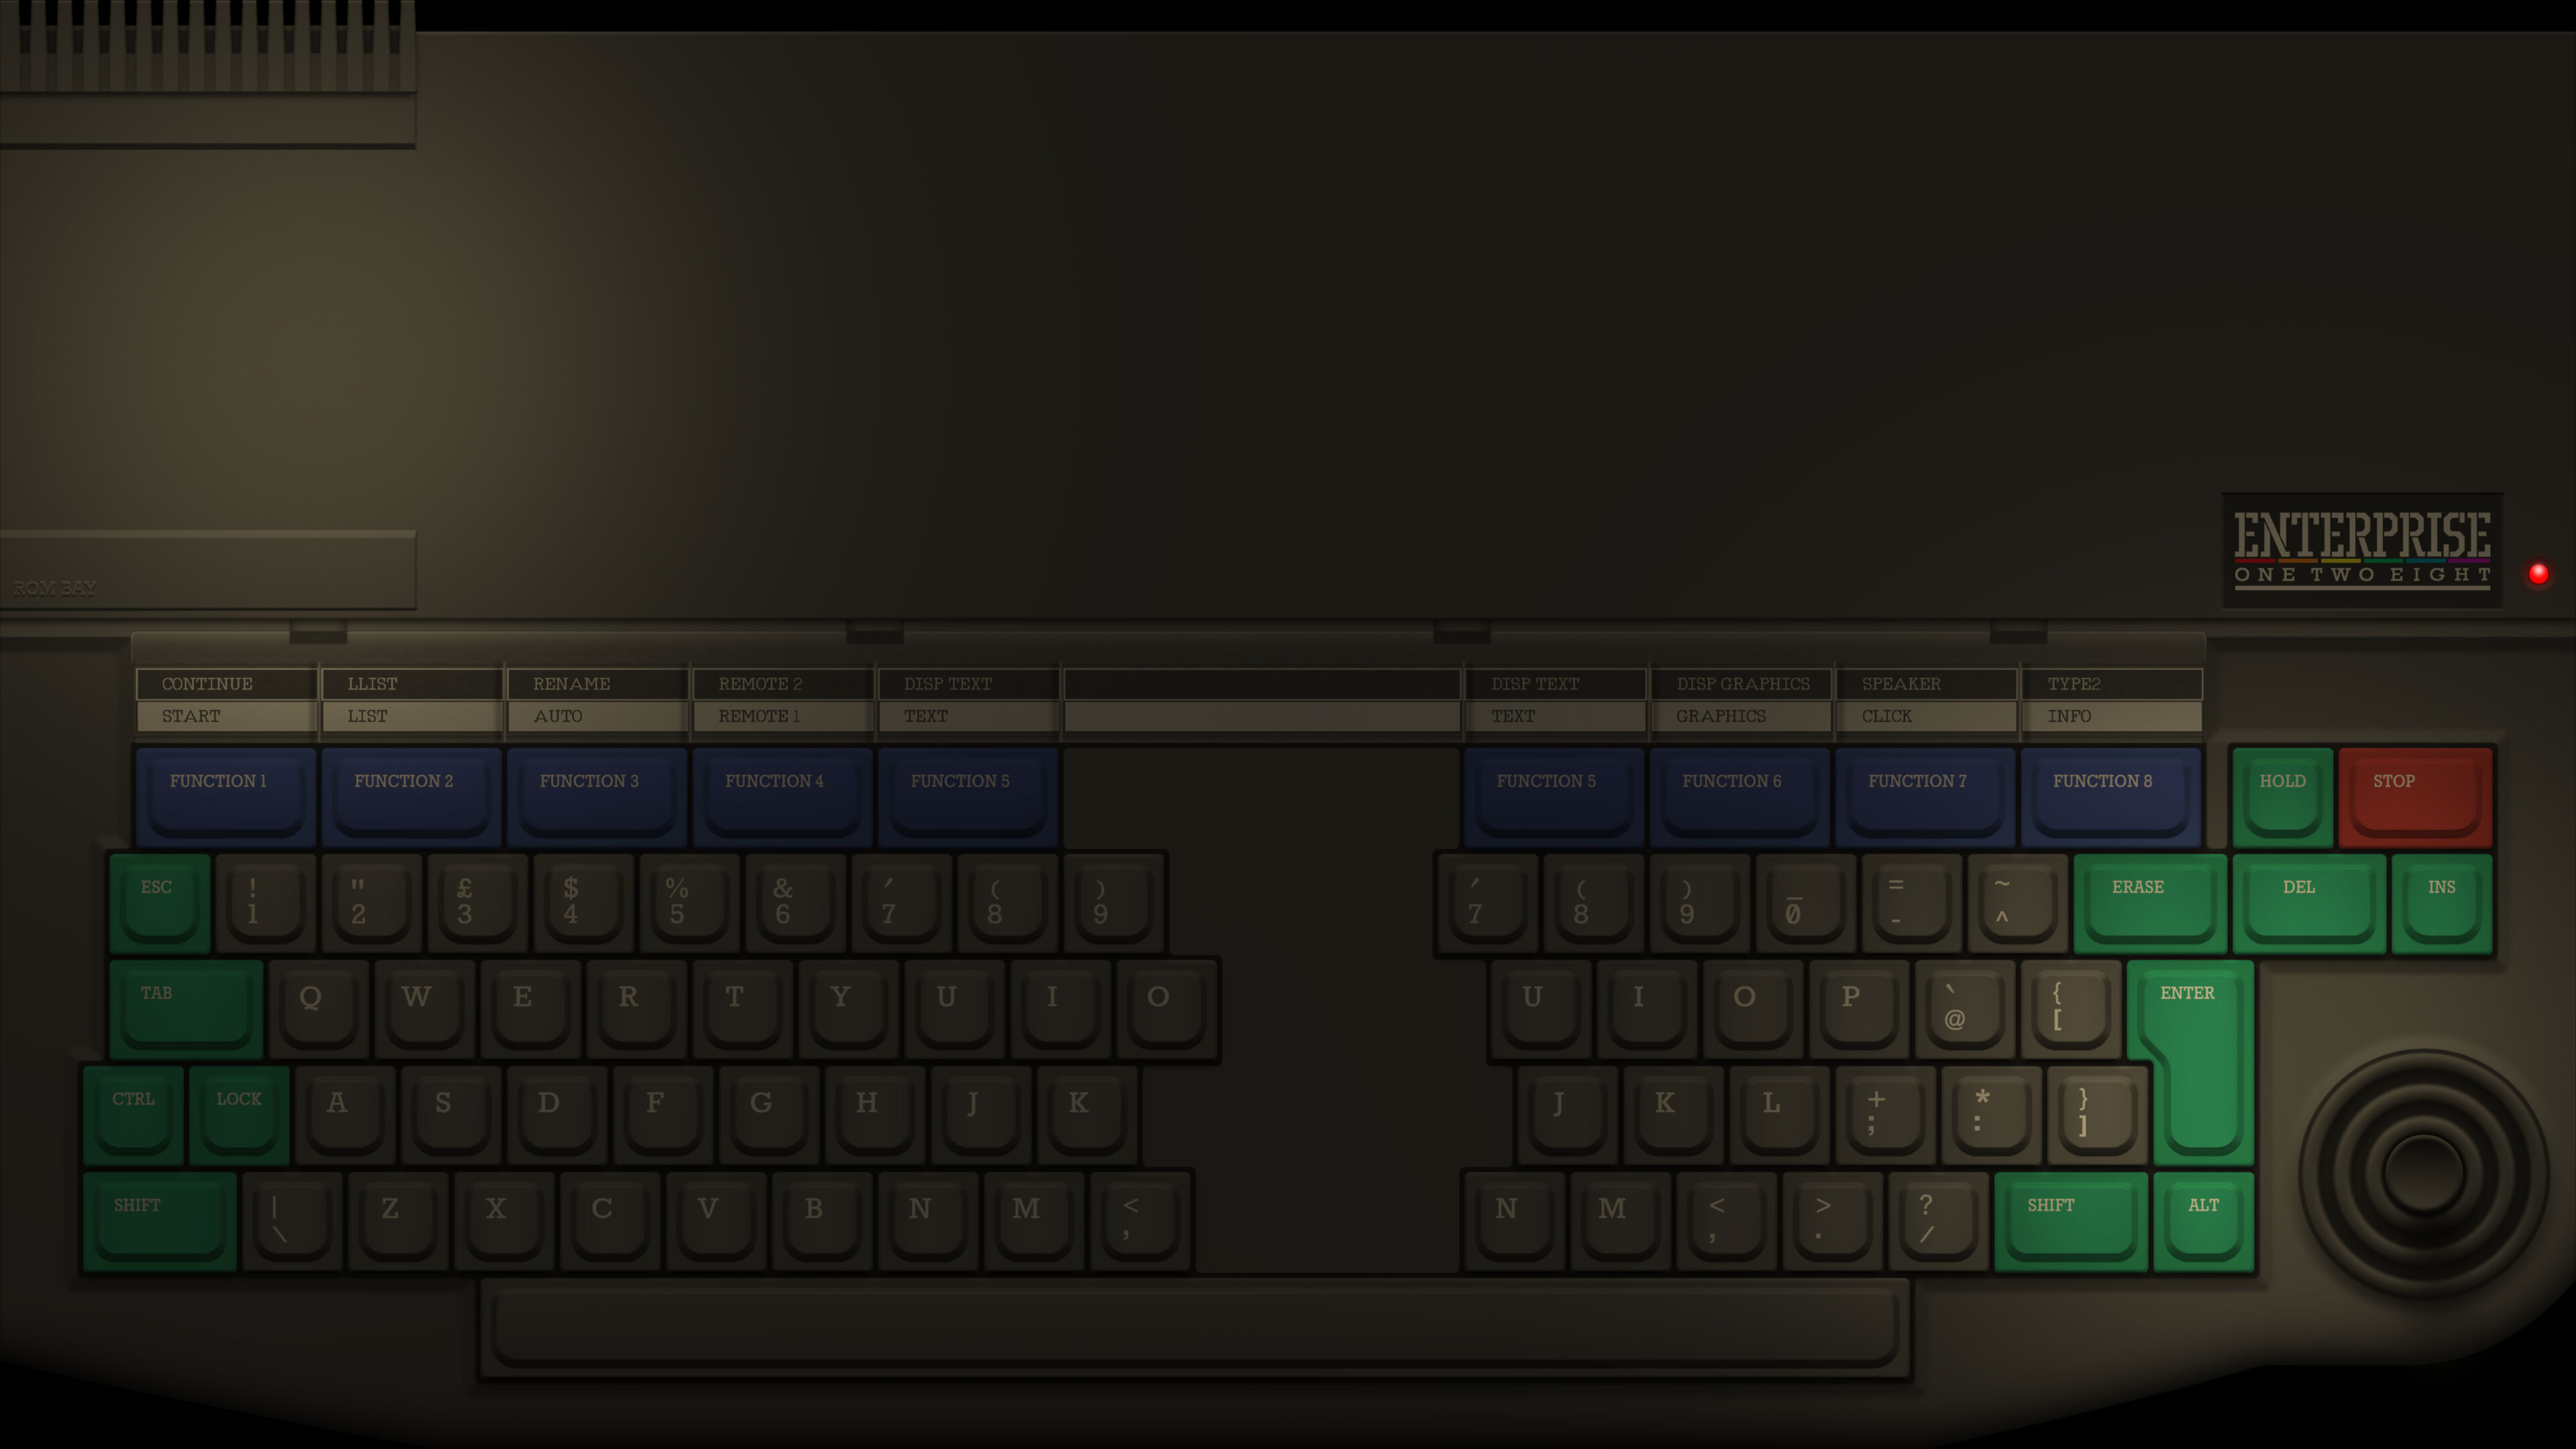 ENTERPRISE
ONE TWO EIGHT
ROM BAY
CONTINUE LLIST RENAME REMOTE 2 DISP TEXT DISP TEXT DISP GRAPHICS SPEAKER TYPE2
START LIST AUTO REMOTE 1 TEXT TEXT GRAPHICS CLICK INFO
FUNCTION 1 FUNCTION 2 FUNCTION 3 FUNCTION 4 FUNCTION 5 FUNCTION 5 FUNCTION 6 FUNCTION 7 FUNCTION 8 HOLD STOP
ESC ! " £ $ % & ' ( ) ' ( ) _ = ~ ERASE DEL INS
1 2 3 4 5 6 7 8 9 7 8 9 0 - ^
TAB Q W E R T Y U I O U I O P ` { ENTER
@ [
CTRL LOCK A S D F G H J K J K L + * }
; : ]
SHIFT | Z X C V B N M < N M < > ? SHIFT ALT
\ , , . /